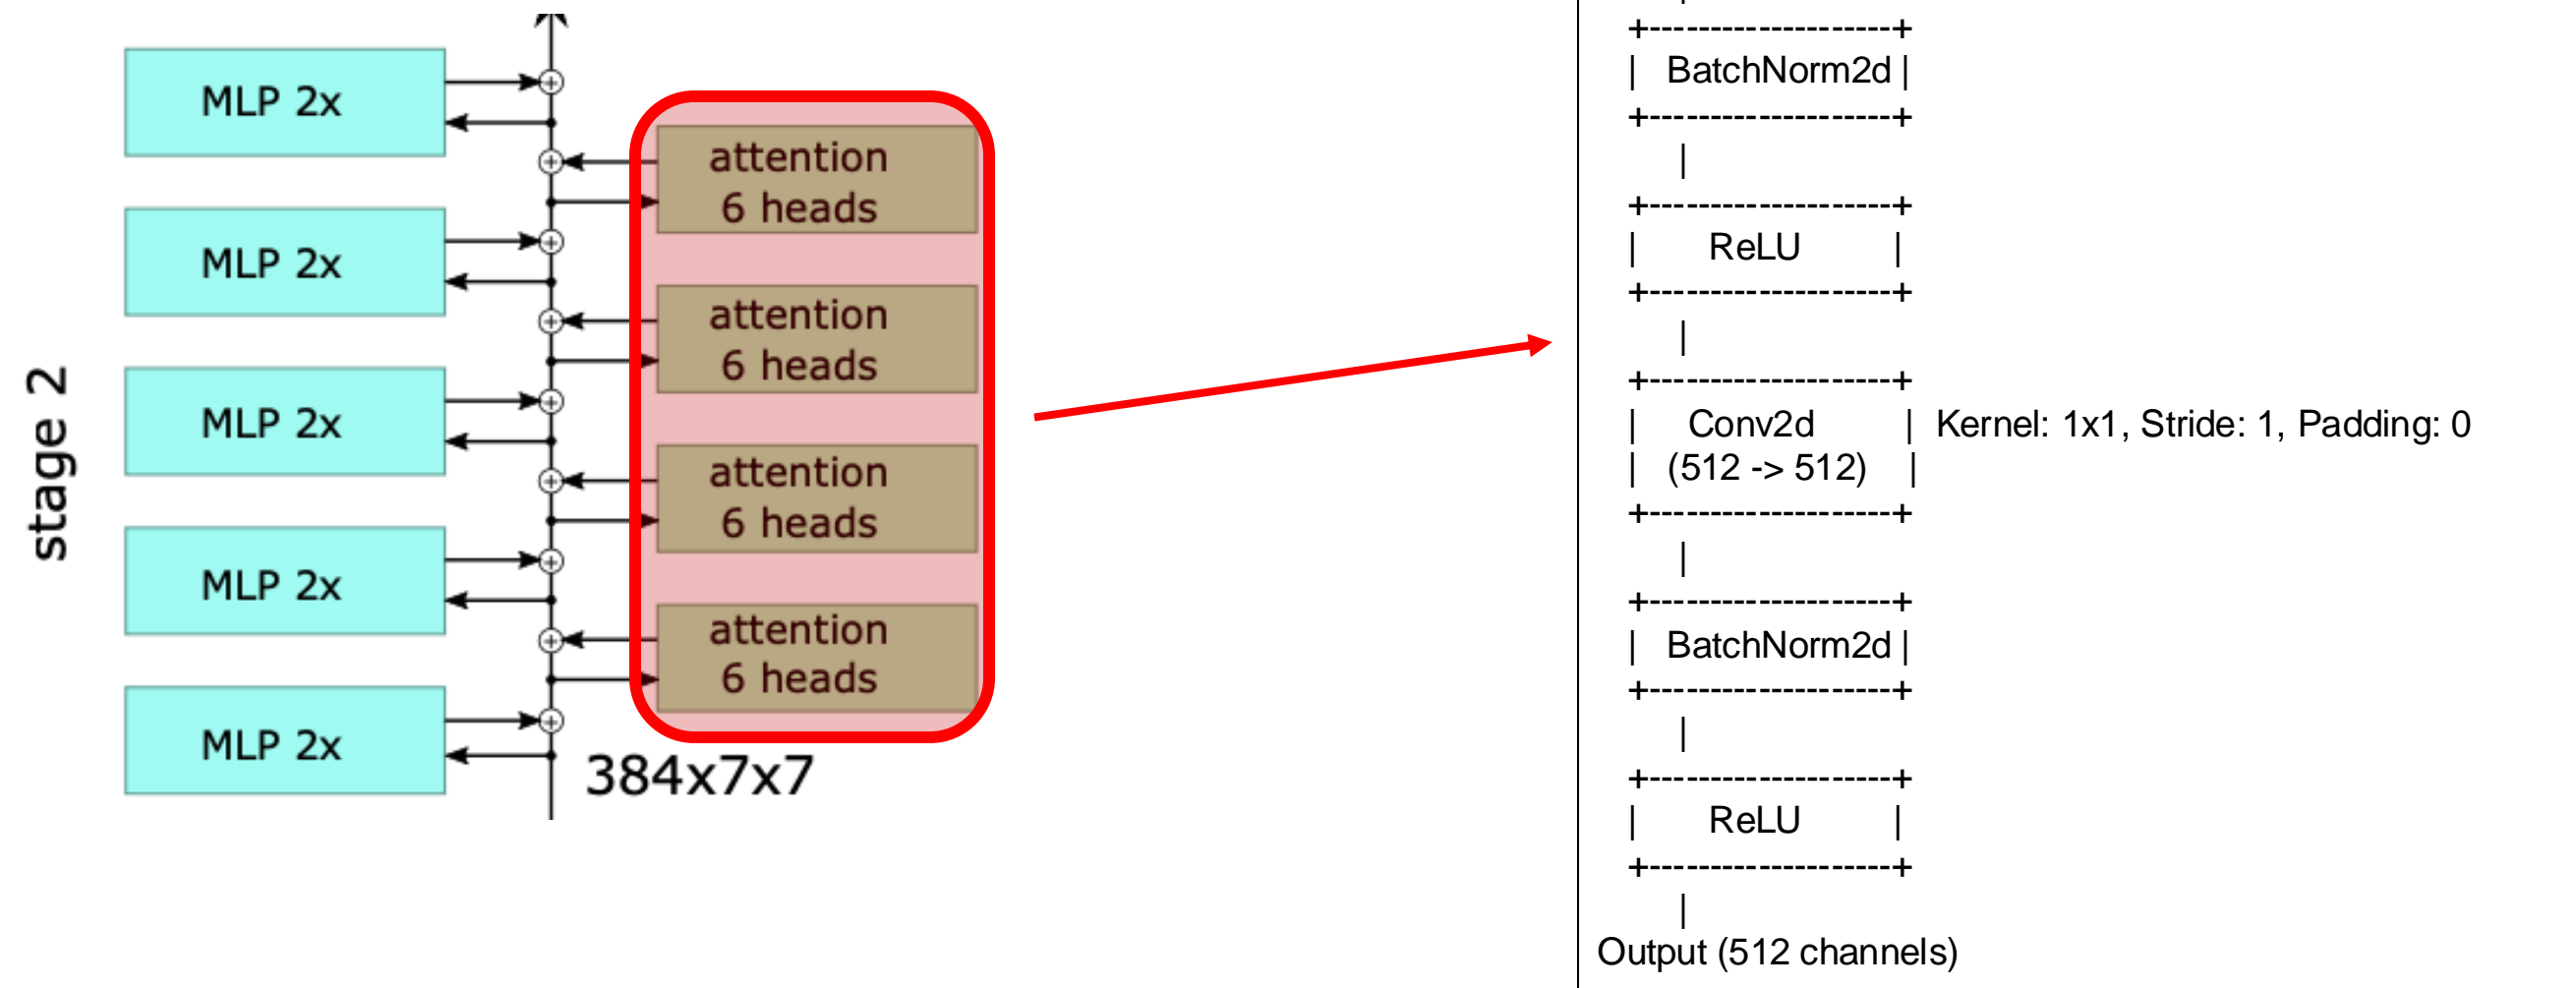 stage 2
MLP 2x
MLP 2x
MLP 2x
MLP 2x
MLP 2x
attention
6 heads
attention
6 heads
attention
6 heads
attention
6 heads
384x7x7
|
+--------------------+
| BatchNorm2d |
+--------------------+
|
+--------------------+
| ReLU |
+--------------------+
|
+--------------------+
| Conv2d | Kernel: 1x1, Stride: 1, Padding: 0
| (512 -> 512) |
+--------------------+
|
+--------------------+
| BatchNorm2d |
+--------------------+
|
+--------------------+
| ReLU |
+--------------------+
|
Output (512 channels)